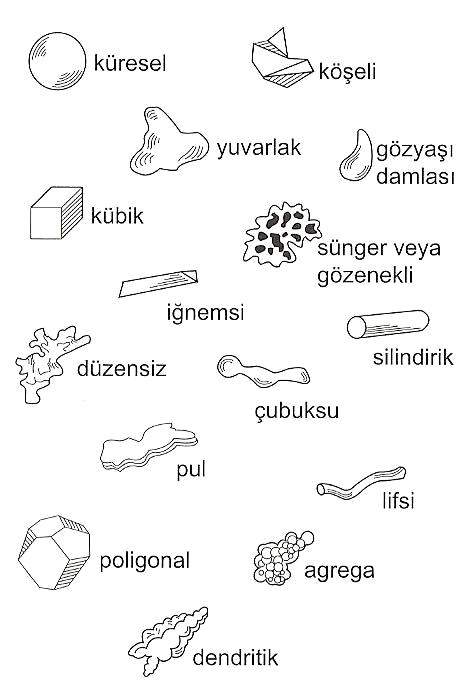 küresel
köşeli
yuvarlak
gözyaşı
damlası
kübik
sünger veya
gözenekli
iğnemsi
silindirik
düzensiz
çubuksu
pul
lifsi
poligonal
agrega
dendritik